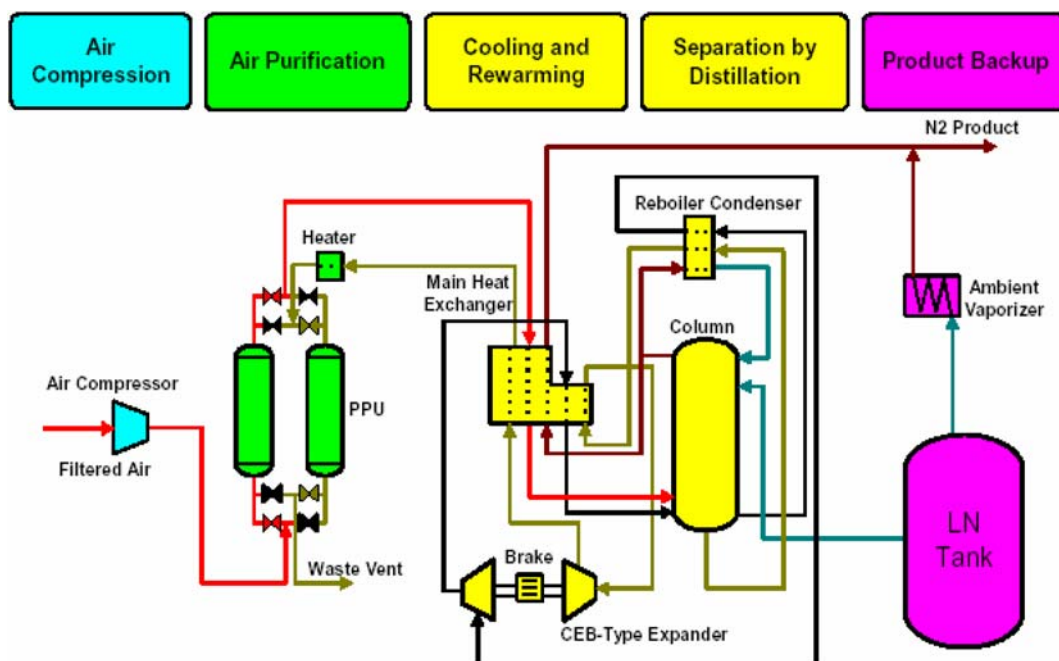 Air
Compression
Air Purification
Cooling and
Rewarming
Separation by
Distillation
Product Backup
N2 Product
Reboiler Condenser
Heater
Main Heat
Exchanger
Ambient
Vaporizer
Column
Air Compressor
PPU
Filtered Air
LN
Tank
Brake
Waste Vent
CEB-Type Expander